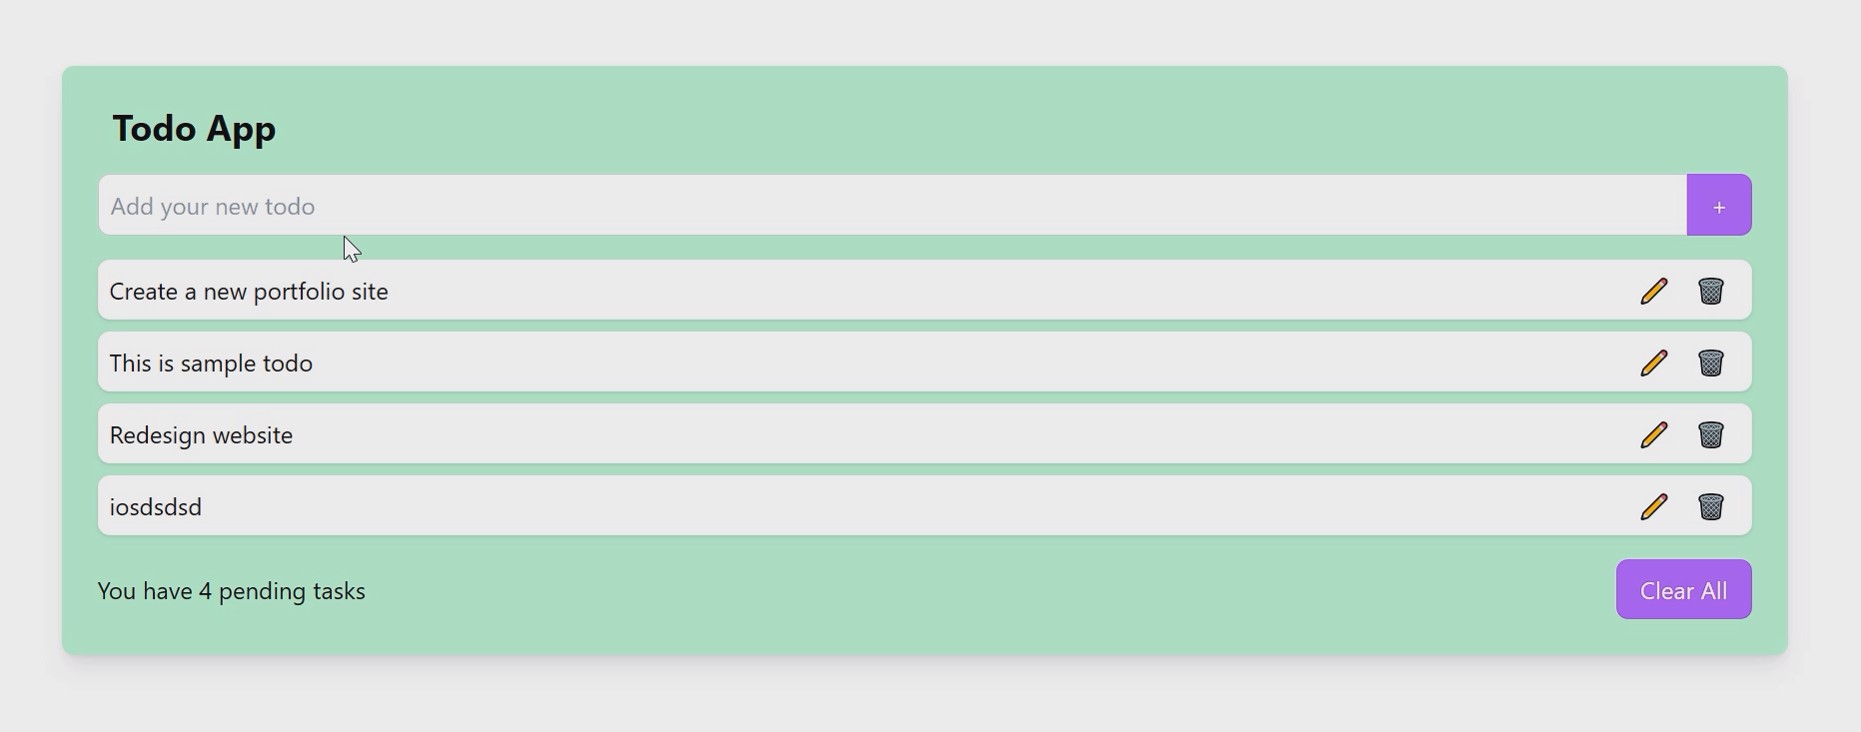 Todo App
Add your new todo
+
Create a new portfolio site
This is sample todo
Redesign website
iosdsdsd
You have 4 pending tasks
Clear All